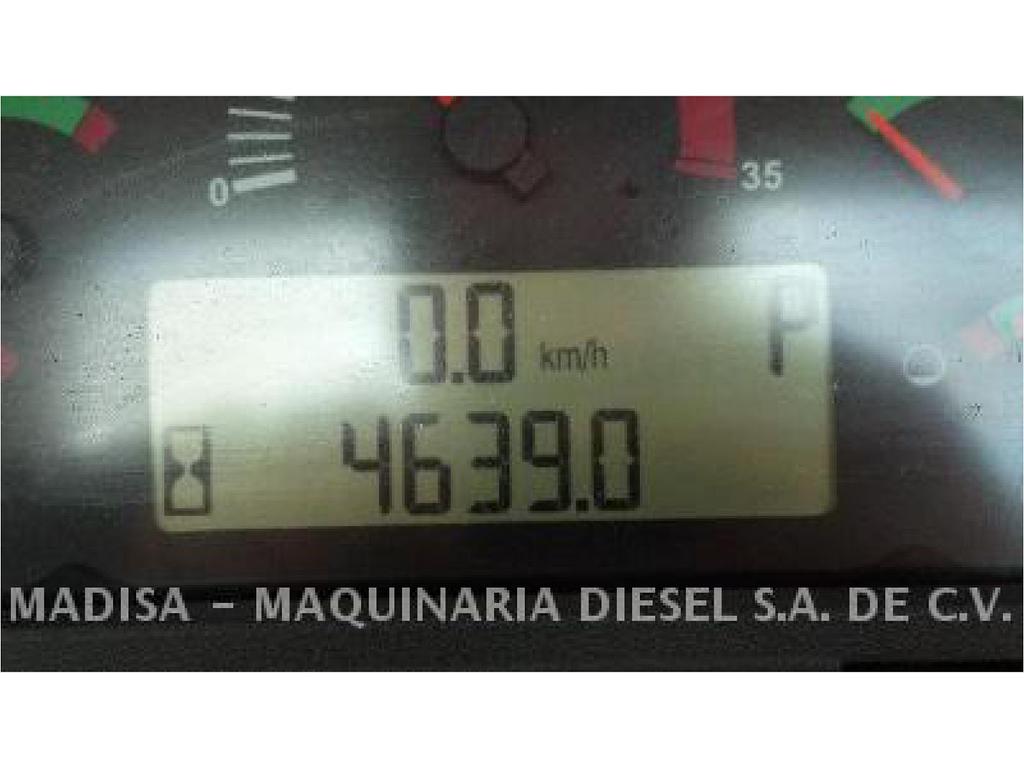 0 35
0.0 km/h P
4639.0
MADISA - MAQUINARIA DIESEL S.A. DE C.V.